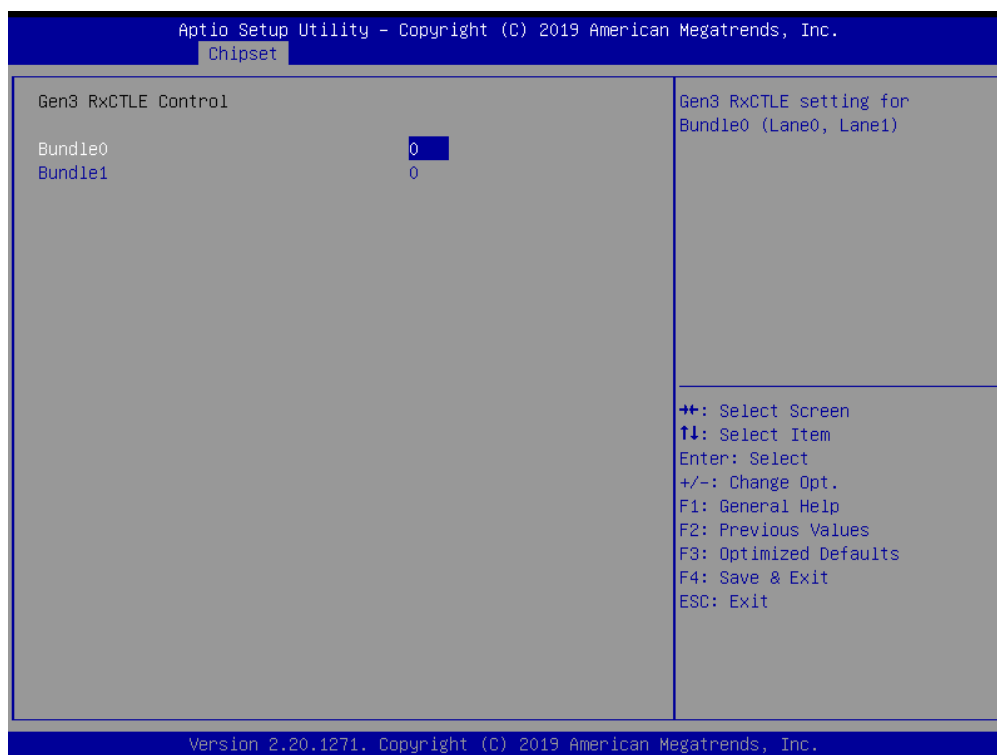 Aptio Setup Utility – Copyright (C) 2019 American Megatrends, Inc.
Chipset
Gen3 RxCTLE Control
Bundle0 0
Bundle1 0
Gen3 RxCTLE setting for
Bundle0 (Lane0, Lane1)
→←: Select Screen
↑↓: Select Item
Enter: Select
+/-: Change Opt.
F1: General Help
F2: Previous Values
F3: Optimized Defaults
F4: Save & Exit
ESC: Exit
Version 2.20.1271. Copyright (C) 2019 American Megatrends, Inc.